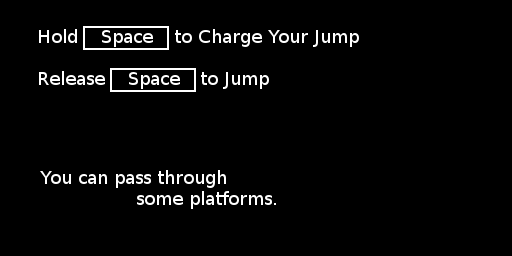 Hold Space to Charge Your Jump
Release Space to Jump
You can pass through
some platforms.